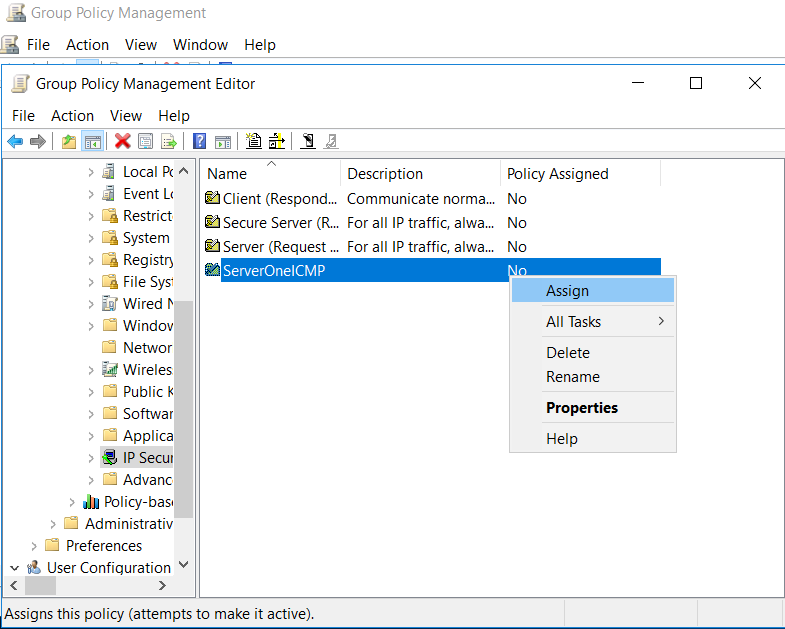 Group Policy Management
File Action View Window Help
Group Policy Management Editor
File Action View Help
Local Po
Event Lo
Restrict
System
Registry
File Syst
Wired N
Window
Networ
Wireles
Public K
Softwar
Applica
IP Secur
Advanc
Policy-base
Administrativ
Preferences
User Configuration
Name Description Policy Assigned
Client (Respond... Communicate norma... No
Secure Server (R... For all IP traffic, alwa... No
Server (Request ... For all IP traffic, alwa... No
ServerOneICMP No
Assign
All Tasks
Delete
Rename
Properties
Help
Assigns this policy (attempts to make it active).